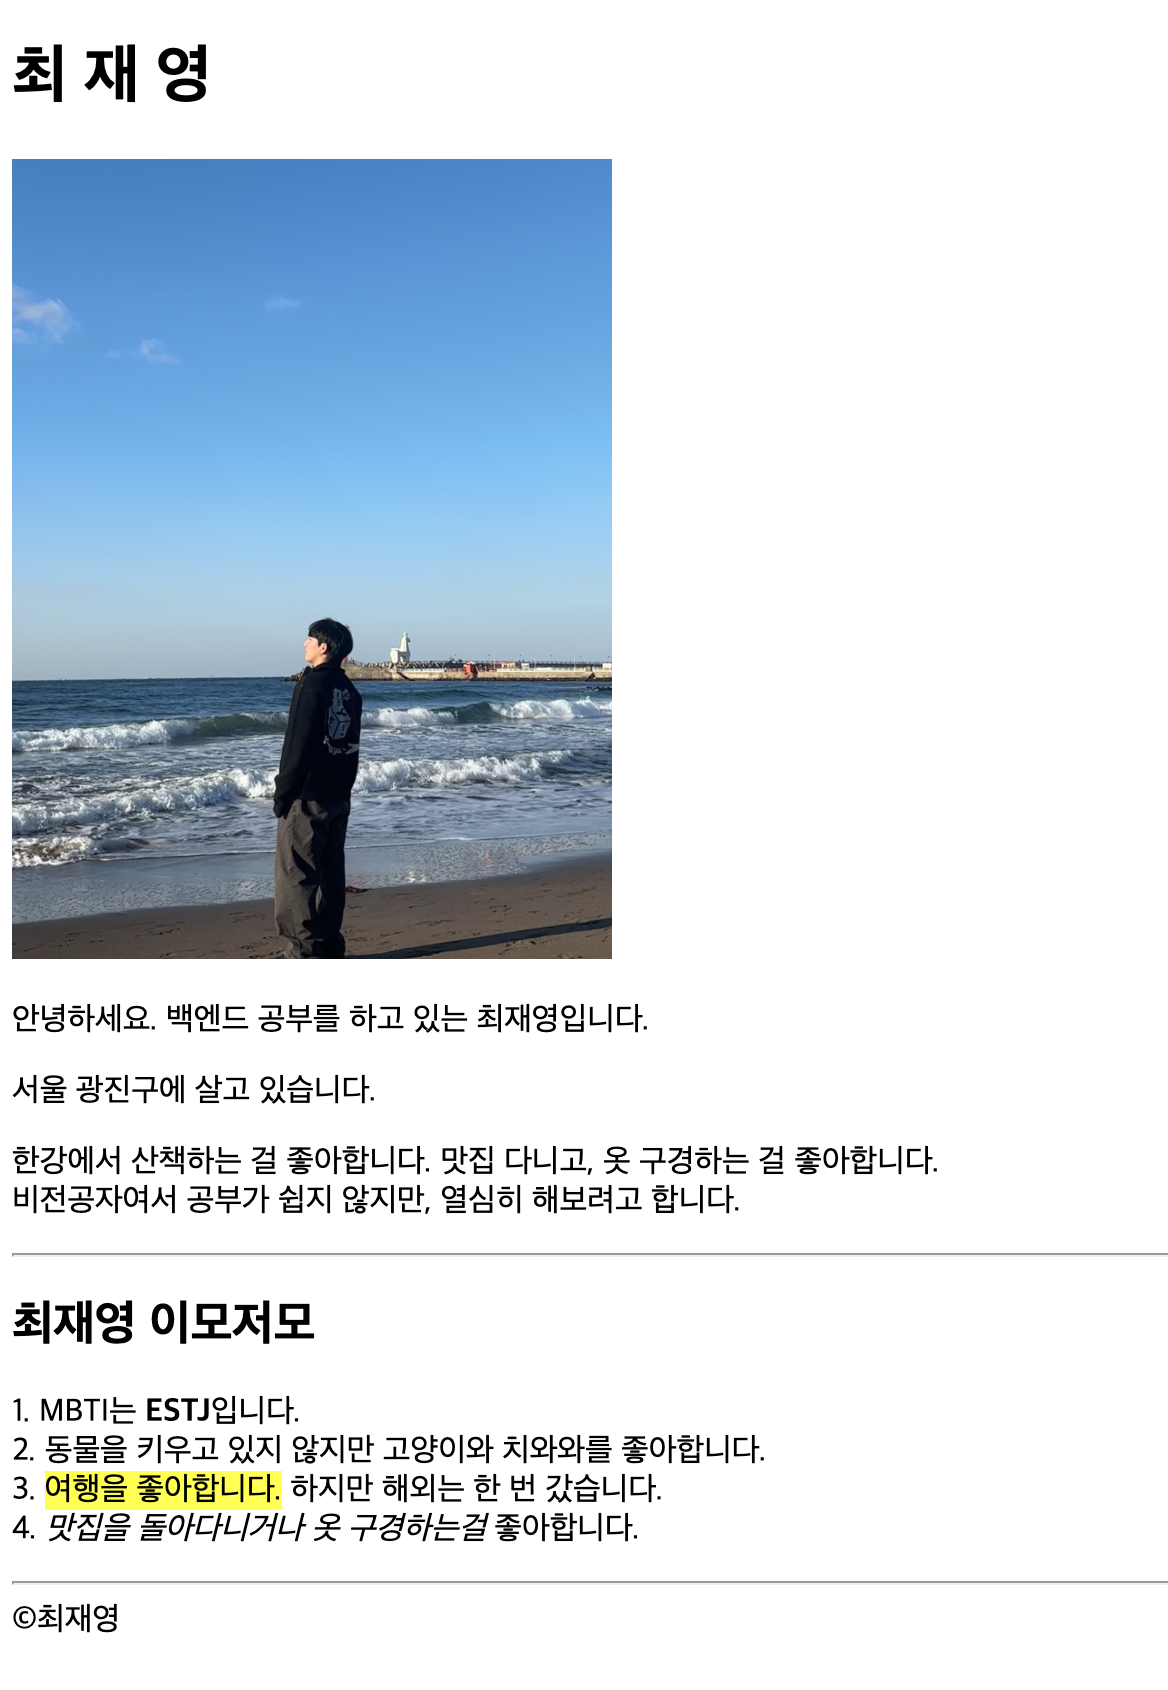 최 재 영
안녕하세요. 백엔드 공부를 하고 있는 최재영입니다.
서울 광진구에 살고 있습니다.
한강에서 산책하는 걸 좋아합니다. 맛집 다니고, 옷 구경하는 걸 좋아합니다.
비전공자여서 공부가 쉽지 않지만, 열심히 해보려고 합니다.
최재영 이모저모
1. MBTI는 ESTJ입니다.
2. 동물을 키우고 있지 않지만 고양이와 치와와를 좋아합니다.
3. 여행을 좋아합니다. 하지만 해외는 한 번 갔습니다.
4. 맛집을 돌아다니거나 옷 구경하는걸 좋아합니다.
©최재영